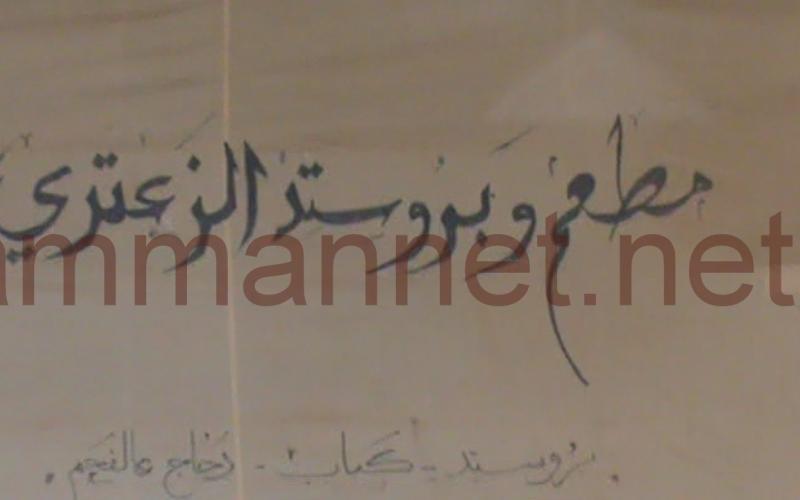 مطعم وبروستد الزعتري
ammannet.net
. بروستد - كباب - دجاج عالفحم .